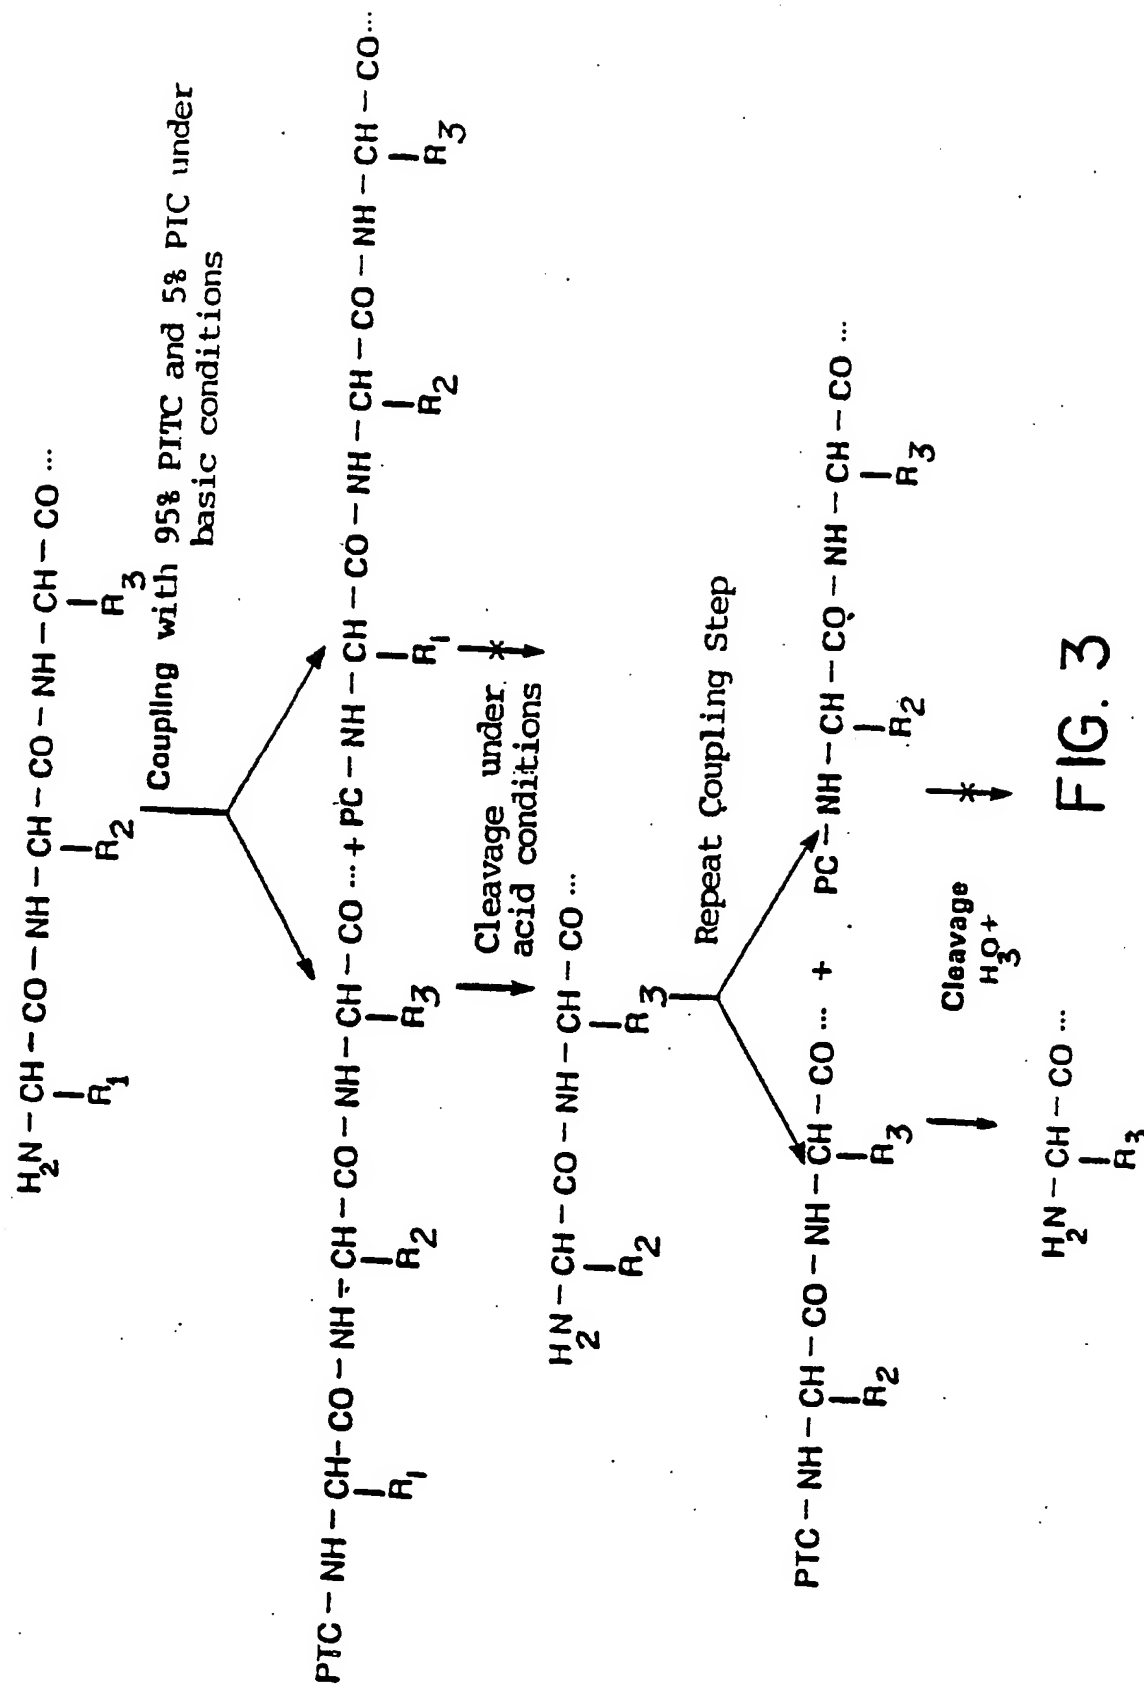 H2N–CH–CO–NH–CH–CO–NH–CH–CO...
R1 R2 R3
Coupling with 95% PITC and 5% PIC under
basic conditions
PTC–NH–CH–CO–NH–CH–CO–NH–CH–CO...+PC–NH–CH–CO–NH–CH–CO–NH–CH–CO...
R1 R2 R3 R1 R2 R3
Cleavage under
acid conditions
H2N–CH–CO–NH–CH–CO...
R2 R3
Repeat Coupling Step
PTC–NH–CH–CO–NH–CH–CO... + PC–NH–CH–CO–NH–CH–CO...
R2 R3 R2 R3
Cleavage
H3O+
H2N–CH–CO...
R3
FIG. 3